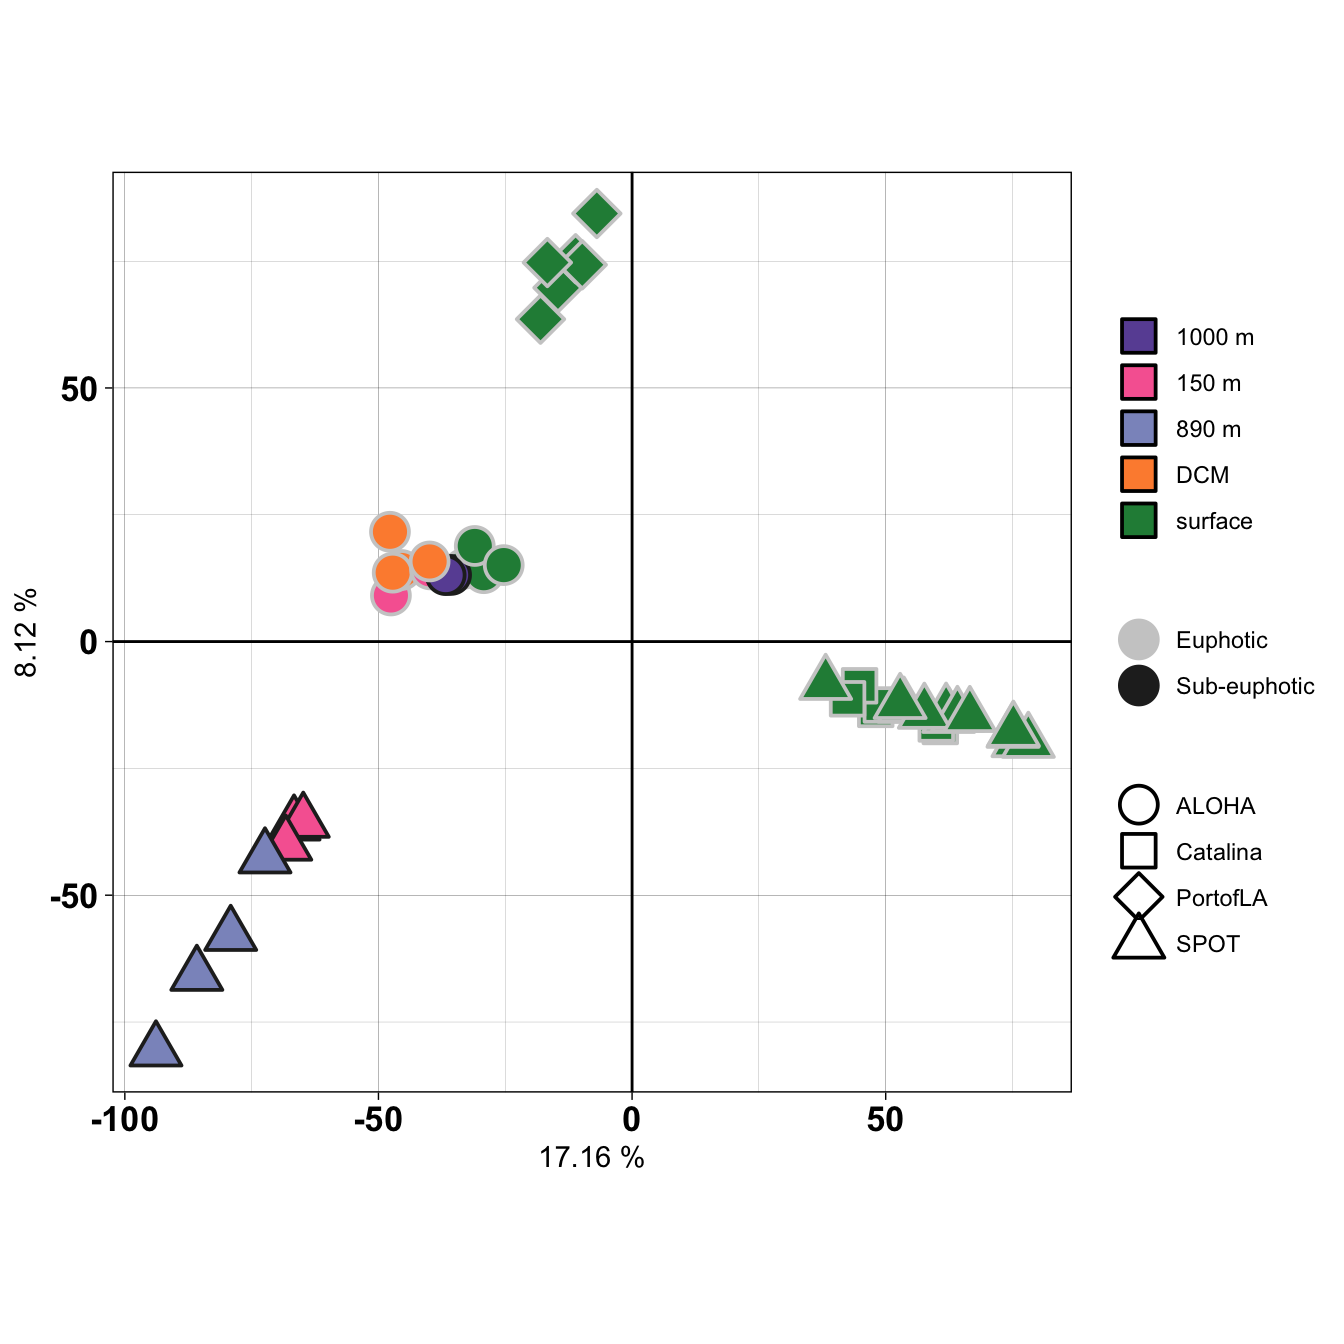 50
0
-50
8.12 %
-100
-50
0
50
17.16 %
1000 m
150 m
890 m
DCM
surface
Euphotic
Sub-euphotic
ALOHA
Catalina
PortofLA
SPOT